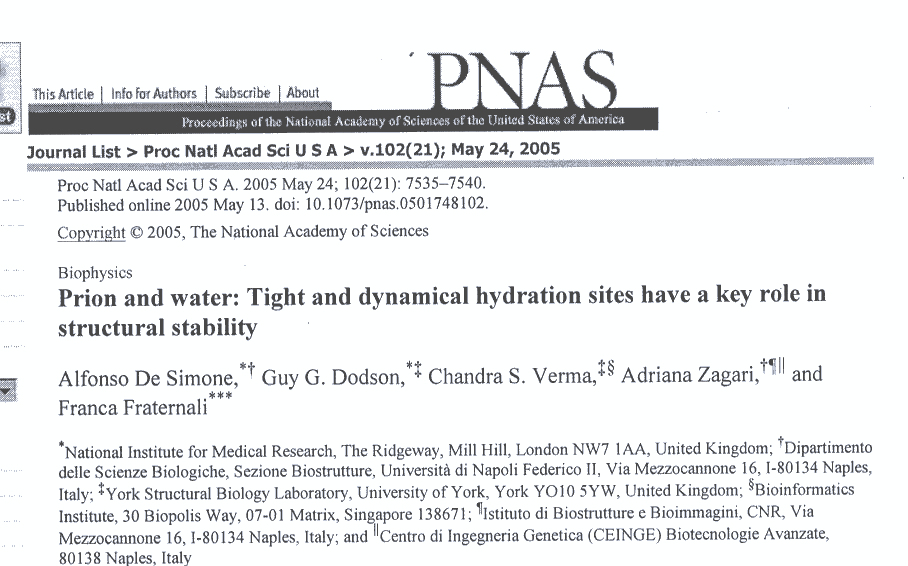 PNAS
This Article | Info for Authors | Subscribe | About
st
Proceedings of the National Academy of Sciences of the United States of America
Journal List > Proc Natl Acad Sci U S A > v.102(21); May 24, 2005
Proc Natl Acad Sci U S A. 2005 May 24; 102(21): 7535–7540.
Published online 2005 May 13. doi: 10.1073/pnas.0501748102.
Copyright © 2005, The National Academy of Sciences
Biophysics
Prion and water: Tight and dynamical hydration sites have a key role in
structural stability
Alfonso De Simone,*† Guy G. Dodson,*‡ Chandra S. Verma,‡§ Adriana Zagari,†¶‖ and
Franca Fraternali***
*National Institute for Medical Research, The Ridgeway, Mill Hill, London NW7 1AA, United Kingdom; †Dipartimento
delle Scienze Biologiche, Sezione Biostrutture, Università di Napoli Federico II, Via Mezzocannone 16, I-80134 Naples,
Italy; ‡York Structural Biology Laboratory, University of York, York YO10 5YW, United Kingdom; §Bioinformatics
Institute, 30 Biopolis Way, 07-01 Matrix, Singapore 138671; ¶Istituto di Biostrutture e Bioimmagini, CNR, Via
Mezzocannone 16, I-80134 Naples, Italy; and ‖Centro di Ingegneria Genetica (CEINGE) Biotecnologie Avanzate,
80138 Naples, Italy